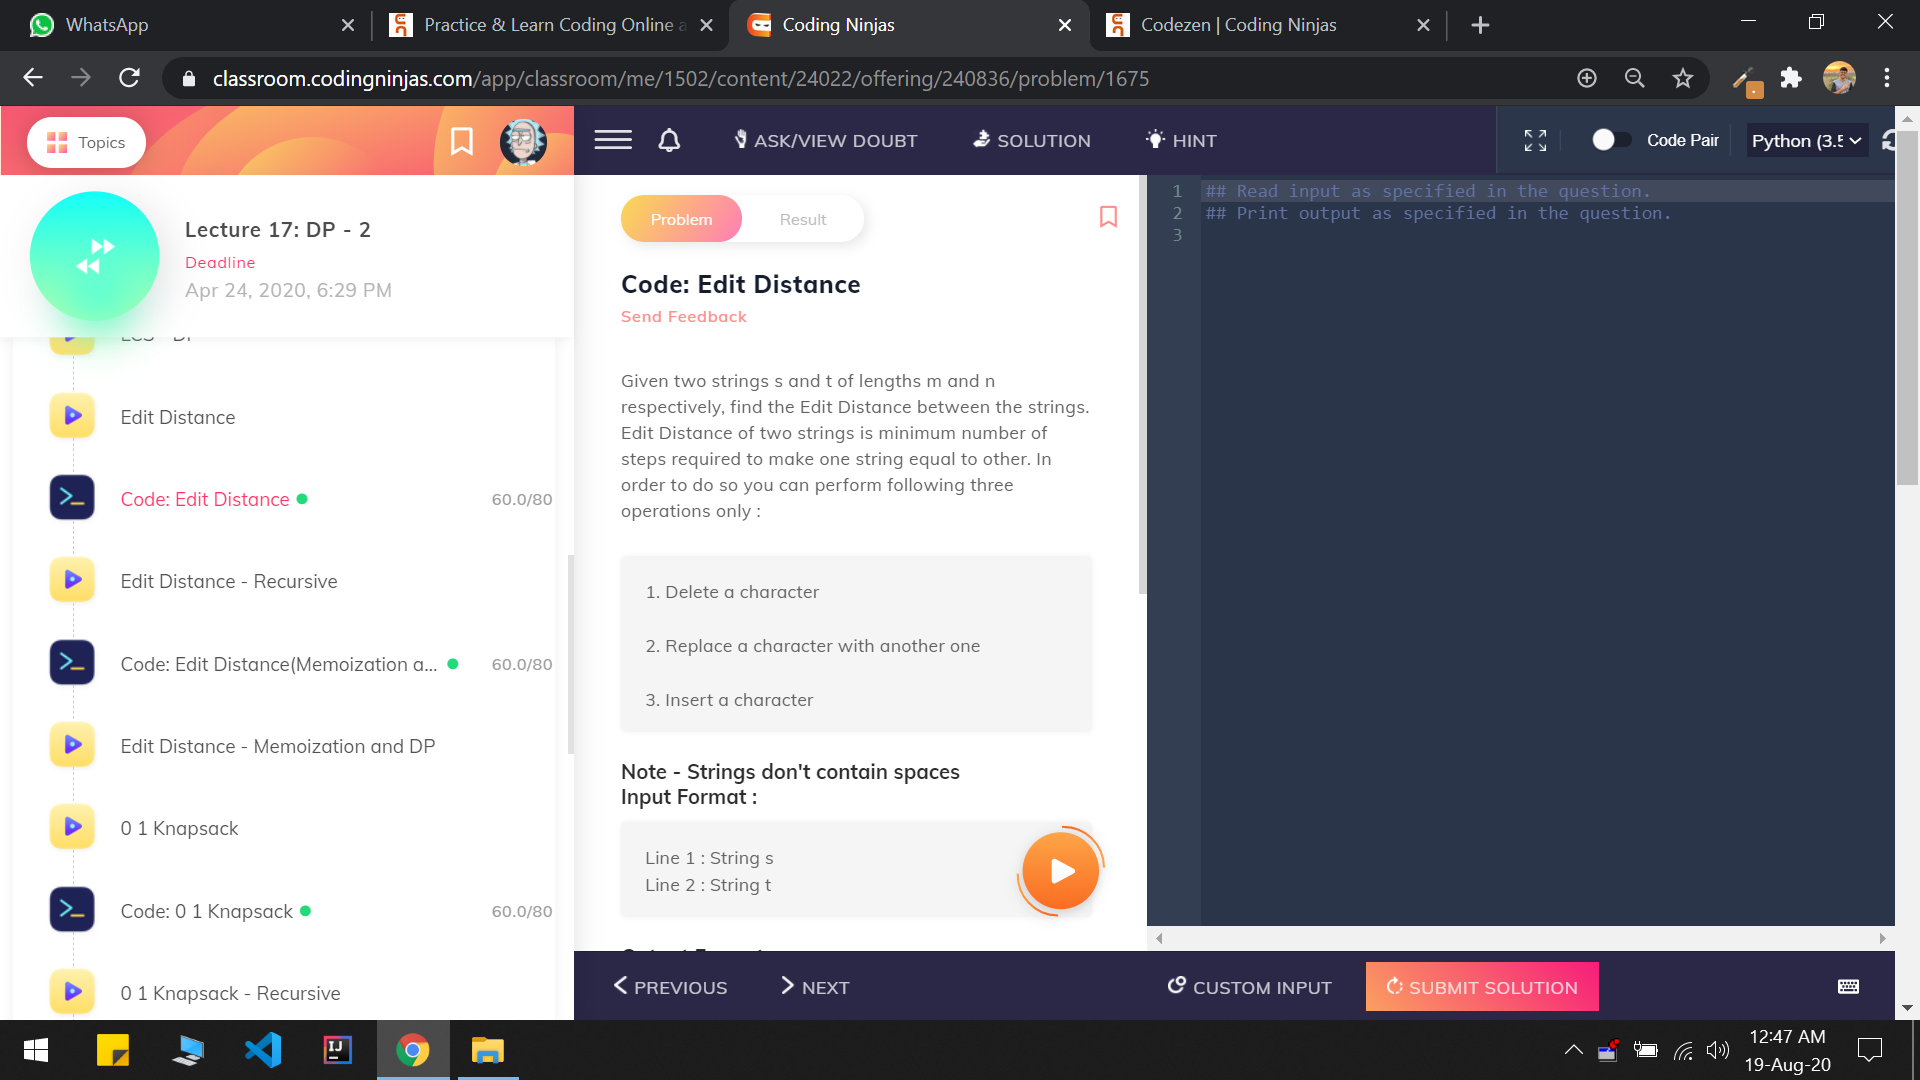 WhatsApp
Practice & Learn Coding Online a
Coding Ninjas
Codezen | Coding Ninjas
classroom.codingninjas.com/app/classroom/me/1502/content/24022/offering/240836/problem/1675
Topics
ASK/VIEW DOUBT
SOLUTION
HINT
Code Pair
Python (3.5
Lecture 17: DP - 2
Deadline
Apr 24, 2020, 6:29 PM
Edit Distance
Code: Edit Distance
60.0/80
Edit Distance - Recursive
Code: Edit Distance(Memoization a...
60.0/80
Edit Distance - Memoization and DP
0 1 Knapsack
Code: 0 1 Knapsack
60.0/80
0 1 Knapsack - Recursive
Problem
Result
Code: Edit Distance
Send Feedback
Given two strings s and t of lengths m and n
respectively, find the Edit Distance between the strings.
Edit Distance of two strings is minimum number of
steps required to make one string equal to other. In
order to do so you can perform following three
operations only :
1. Delete a character
2. Replace a character with another one
3. Insert a character
Note - Strings don't contain spaces
Input Format :
Line 1 : String s
Line 2 : String t
1 ## Read input as specified in the question.
2 ## Print output as specified in the question.
3
PREVIOUS
NEXT
CUSTOM INPUT
SUBMIT SOLUTION
IJ
12:47 AM
19-Aug-20